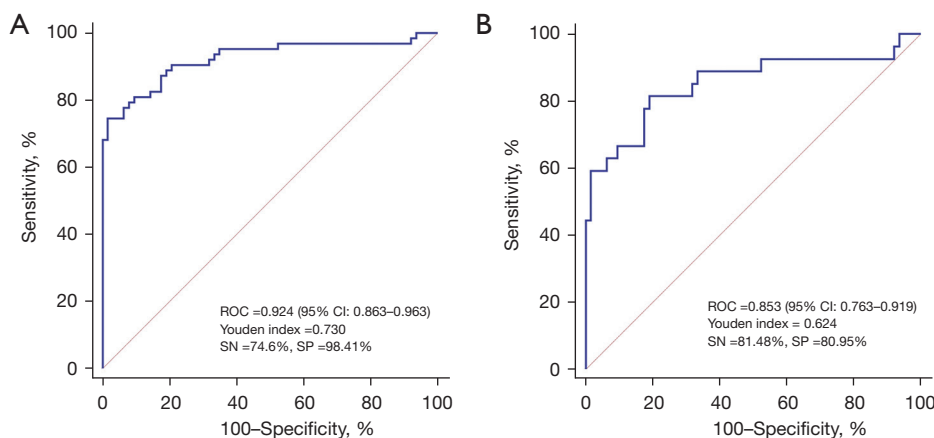 A
Sensitivity, %
100
80
60
40
20
0
ROC =0.924 (95% CI: 0.863–0.963)
Youden index =0.730
SN =74.6%, SP =98.41%
0 20 40 60 80 100
100–Specificity, %
B
Sensitivity, %
100
80
60
40
20
0
ROC =0.853 (95% CI: 0.763–0.919)
Youden index = 0.624
SN =81.48%, SP =80.95%
0 20 40 60 80 100
100–Specificity, %